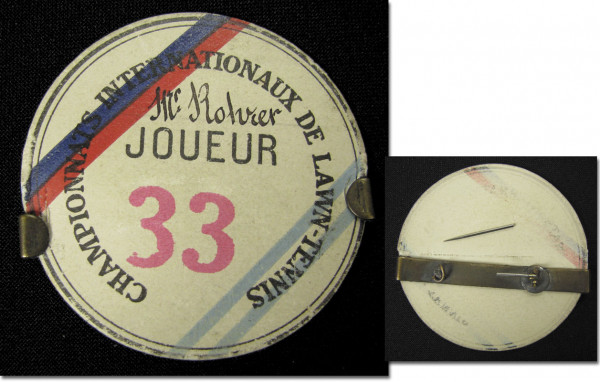 CHAMPIONNATS INTERNATIONAUX DE LAWN-TENNIS
Mr Rohrer
JOUEUR
33